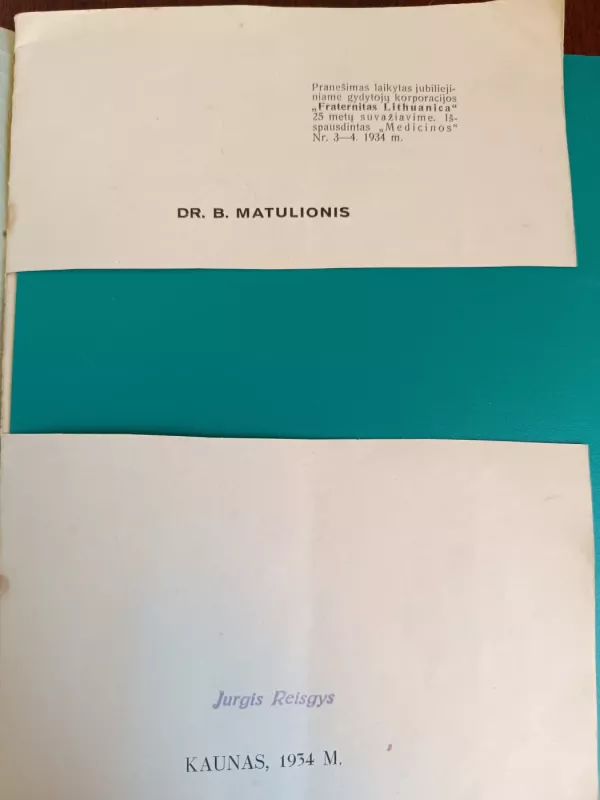 Pranešimas laikytas jubilieji-
niame gydytojų korporacijos
„Fraternitas Lithuanica“
25 metų suvažiavime. Iš-
spausdintas „Medicinos“
Nr. 3—4. 1934 m.
DR. B. MATULIONIS
Jurgis Reisgys
KAUNAS, 1934 M.